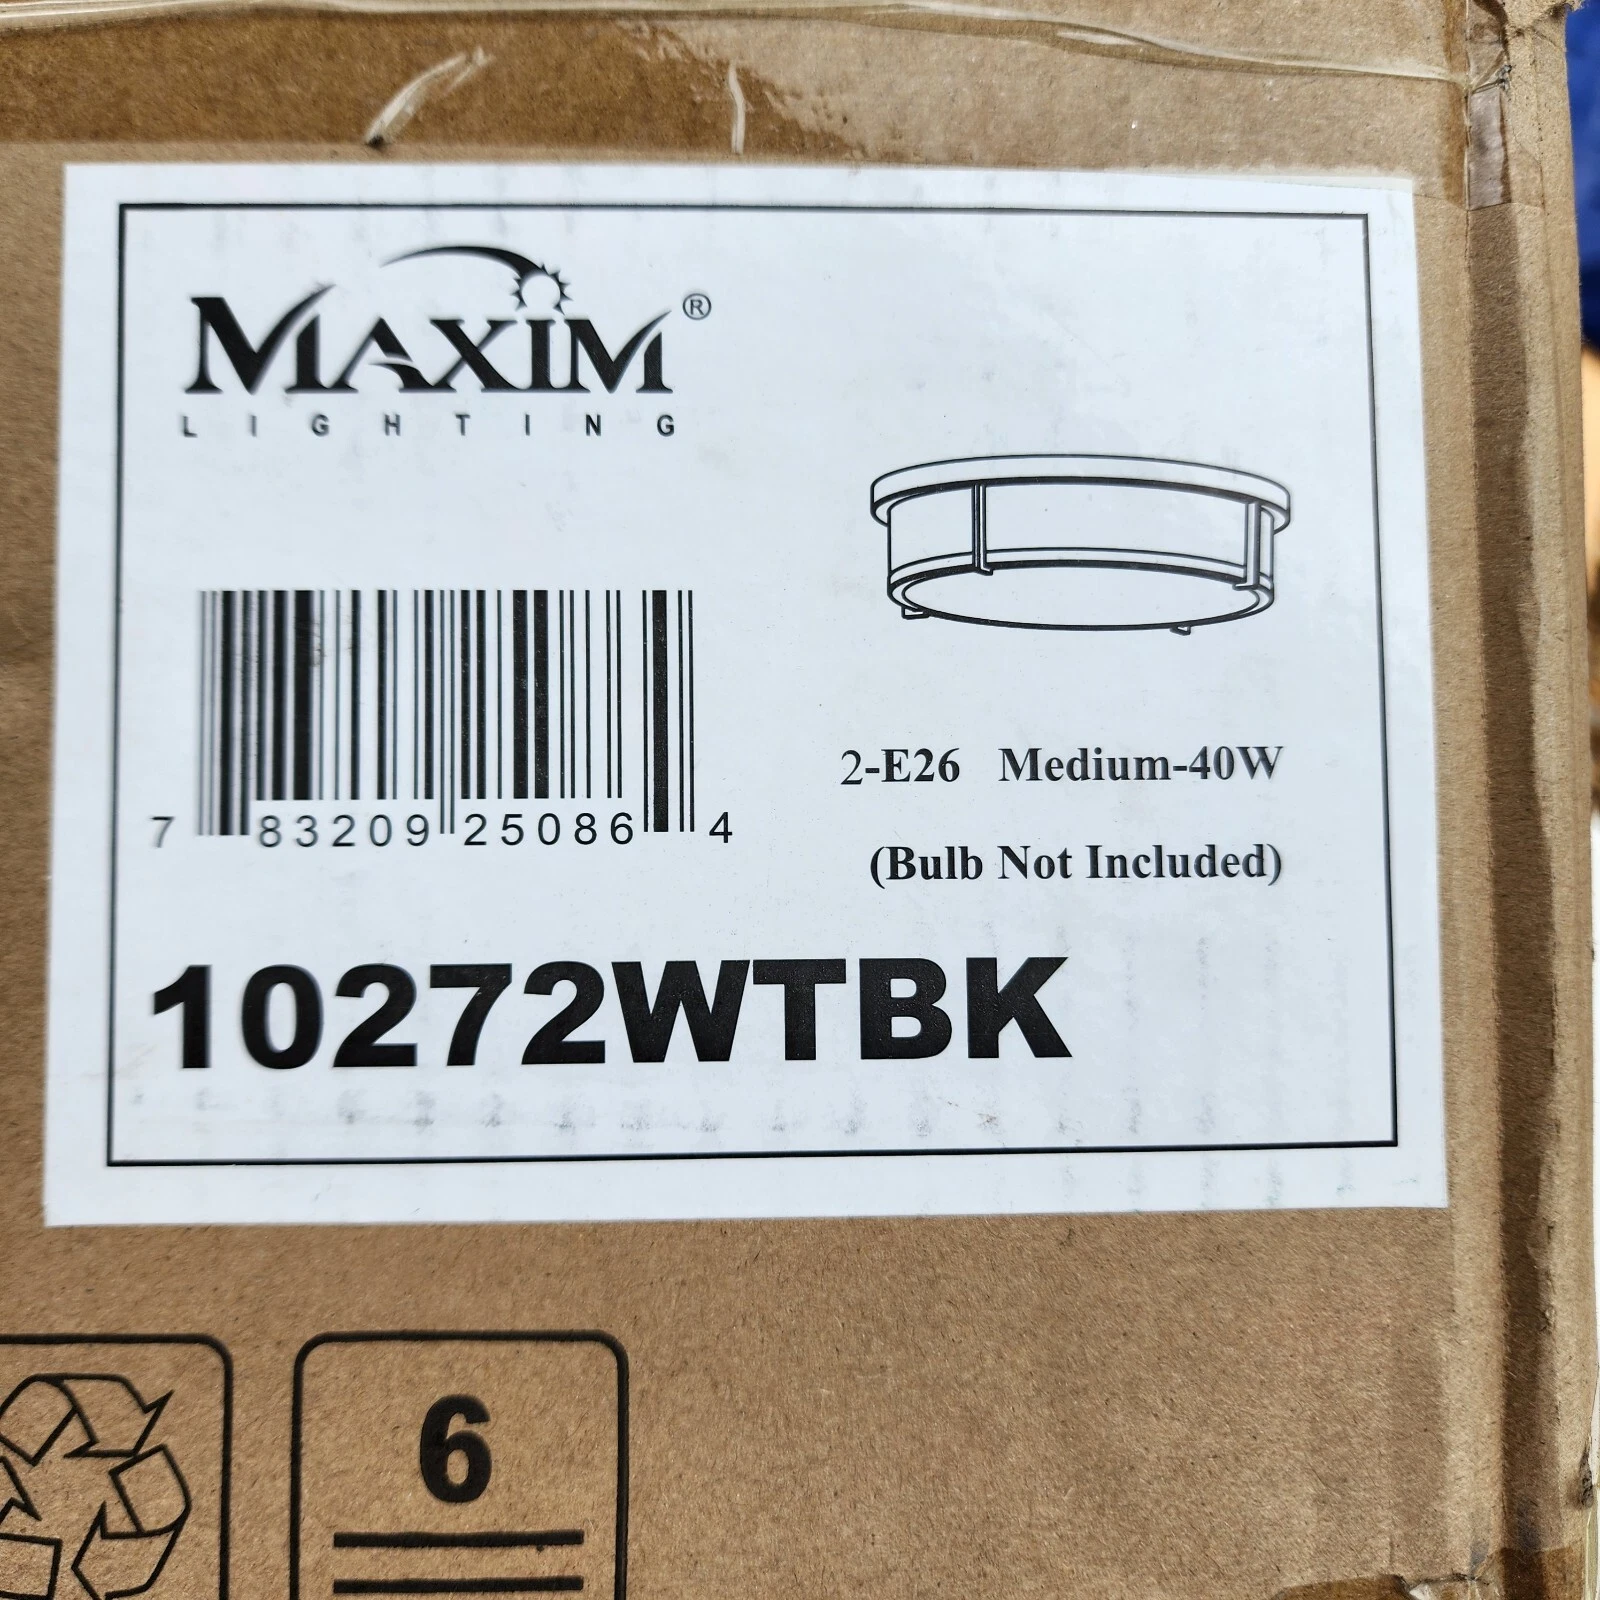 MAXIM®
LIGHTING
2-E26 Medium-40W
7 83209 25086 4
(Bulb Not Included)
10272WTBK
6